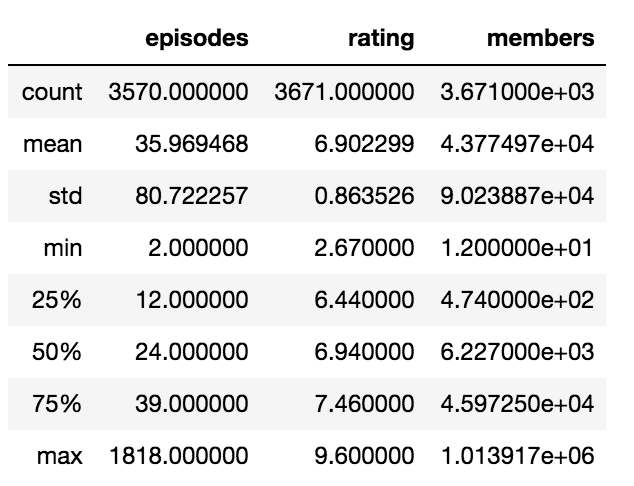 episodes rating members
count 3570.000000 3671.000000 3.671000e+03
mean 35.969468 6.902299 4.377497e+04
std 80.722257 0.863526 9.023887e+04
min 2.000000 2.670000 1.200000e+01
25% 12.000000 6.440000 4.740000e+02
50% 24.000000 6.940000 6.227000e+03
75% 39.000000 7.460000 4.597250e+04
max 1818.000000 9.600000 1.013917e+06